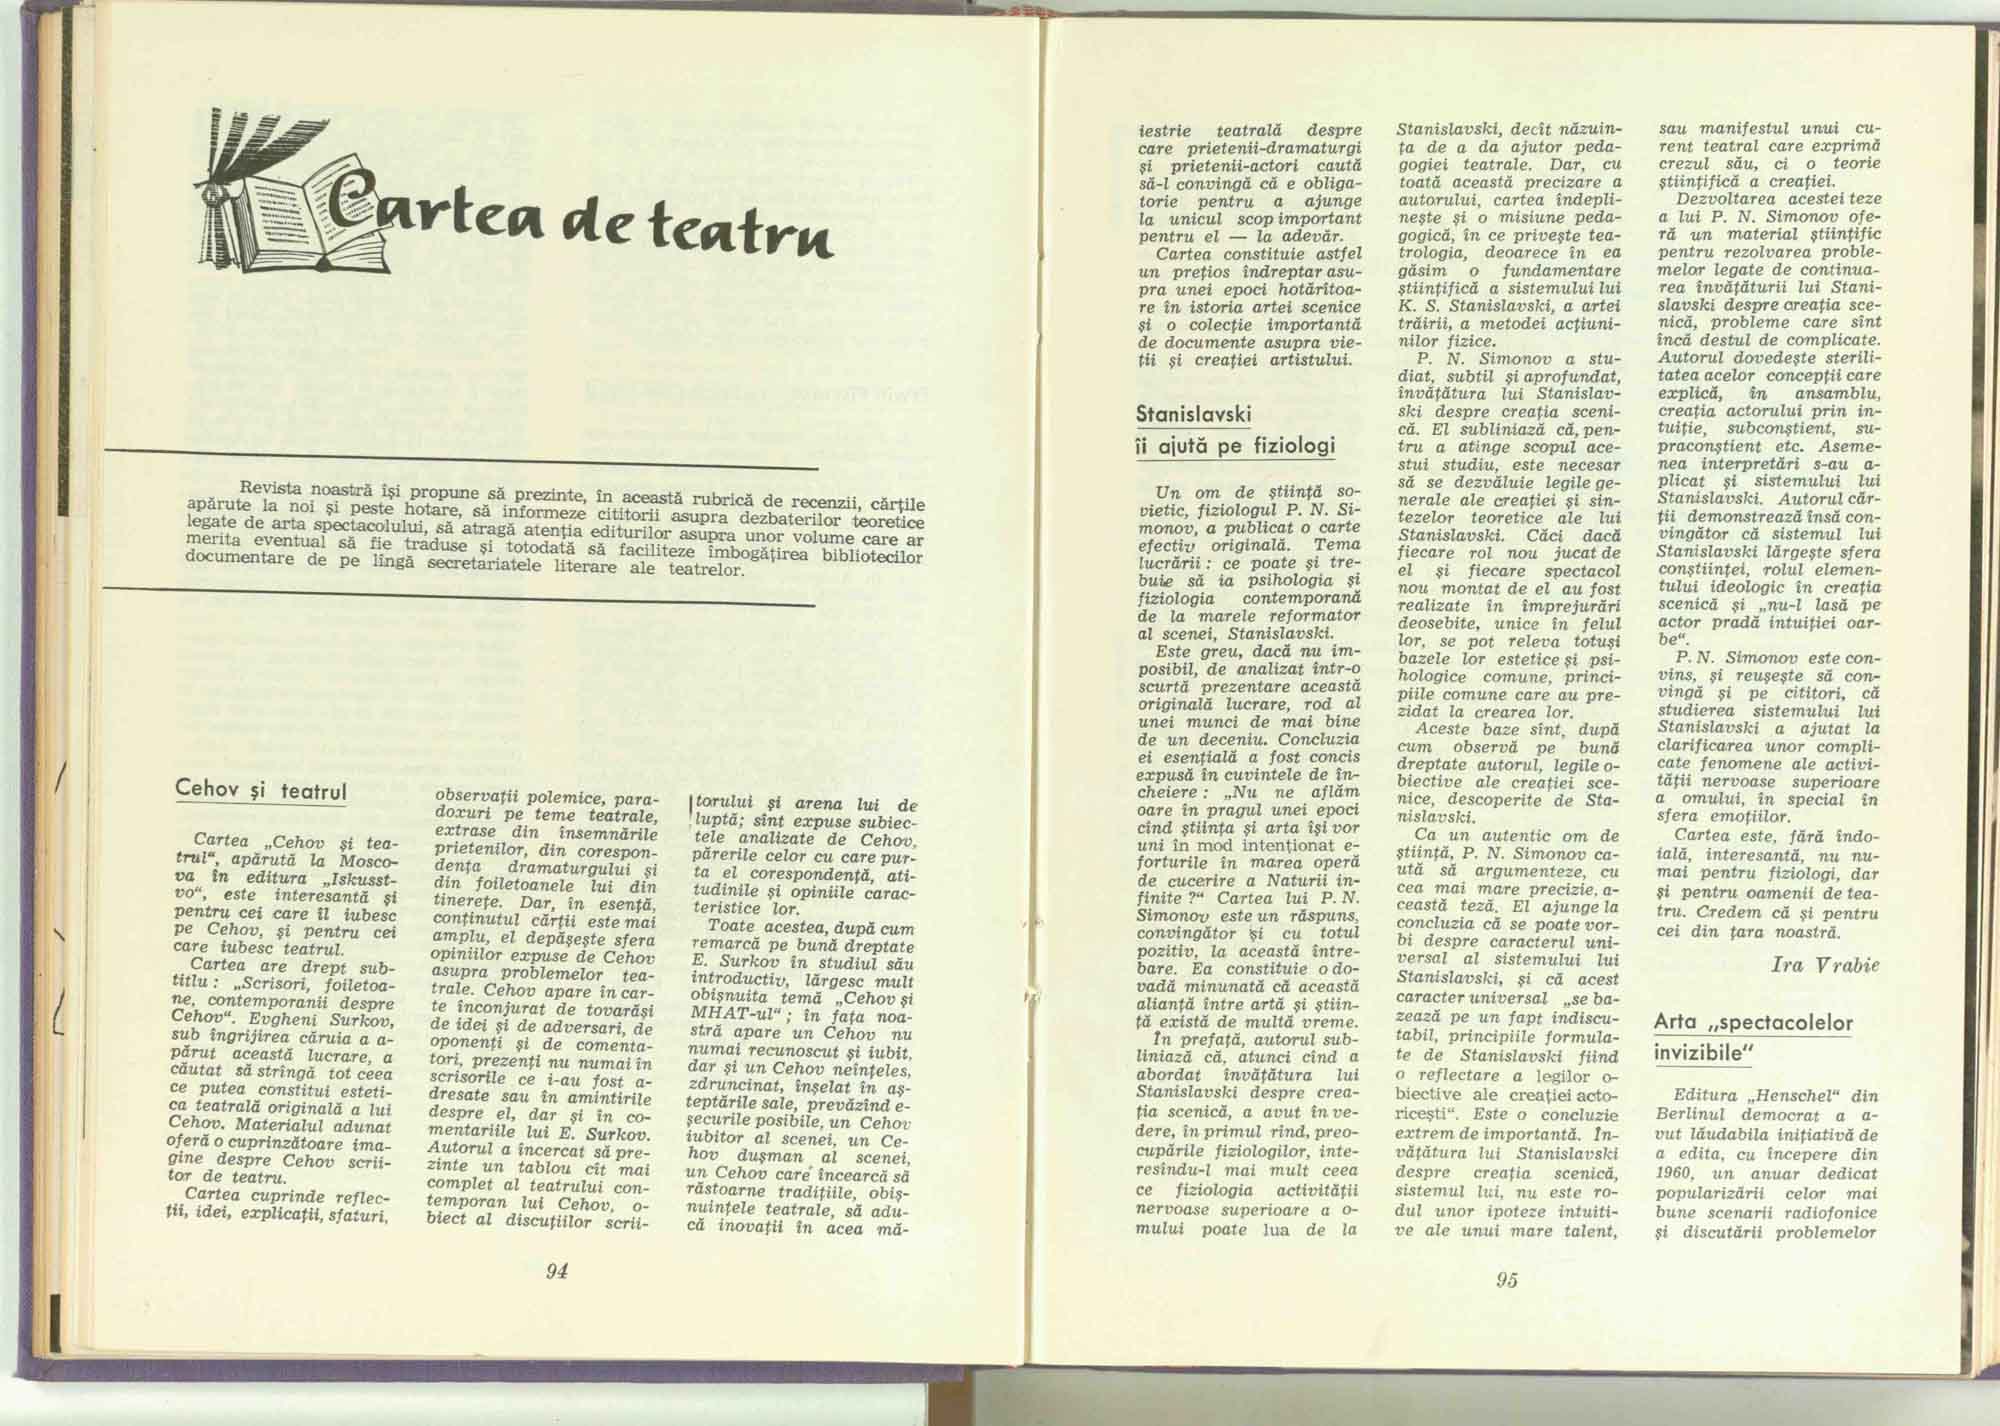 Cartea de teatru
Revista noastră își propune să prezinte, în această rubrică de recenzii, cărțile
apărute la noi și peste hotare, să informeze cititorii asupra dezbaterilor teoretice
legate de arta spectacolului, să atragă atenția editurilor asupra unor volume care ar
merita eventual să fie traduse și totodată să faciliteze îmbogățirea bibliotecilor
documentare de pe lîngă secretariatele literare ale teatrelor.
Cehov și teatrul
Cartea „Cehov și tea-
trul“, apărută la Mosco-
va în editura „Iskusst-
vo“, este interesantă și
pentru cei care îl iubesc
pe Cehov, și pentru cei
care iubesc teatrul.
Cartea are drept sub-
titlu : „Scrisori, foiletoa-
ne, contemporanii despre
Cehov“. Evgheni Surkov,
sub îngrijirea căruia a a-
părut această lucrare, a
căutat să strîngă tot ceea
ce putea constitui esteti-
ca teatrală originală a lui
Cehov. Materialul adunat
oferă o cuprinzătoare ima-
gine despre Cehov scrii-
tor de teatru.
Cartea cuprinde reflec-
ții, idei, explicații, sfaturi,
observații polemice, para-
doxuri pe teme teatrale,
extrase din însemnările
prietenilor, din corespon-
dența dramaturgului și
din foiletoanele lui din
tinerețe. Dar, în esență,
conținutul cărții este mai
amplu, el depășește sfera
opiniilor expuse de Cehov
asupra problemelor tea-
trale. Cehov apare în car-
te înconjurat de tovarăși
de idei și de adversari, de
oponenți și de comenta-
tori, prezenți nu numai în
scrisorile ce i-au fost a-
dresate sau în amintirile
despre el, dar și în co-
mentariile lui E. Surkov.
Autorul a încercat să pre-
zinte un tablou cît mai
complet al teatrului con-
temporan lui Cehov, o-
biect al discuțiilor scrii-
torului și arena lui de
luptă; sînt expuse subiec-
tele analizate de Cehov,
părerile celor cu care pur-
ta el corespondență, ati-
tudinile și opiniile carac-
teristice lor.
Toate acestea, după cum
remarcă pe bună dreptate
E. Surkov în studiul său
introductiv, lărgesc mult
obișnuita temă „Cehov și
MHAT-ul“ ; în fața noa-
stră apare un Cehov nu
numai recunoscut și iubit,
dar și un Cehov neînțeles,
zdruncinat, înșelat în aș-
teptările sale, prevăzînd e-
șecurile posibile, un Cehov
iubitor al scenei, un Ce-
hov dușman al scenei,
un Cehov care încearcă să
răstoarne tradițiile, obiș-
nuințele teatrale, să adu-
că inovații în acea mă-
94
iestrie teatrală despre
care prietenii-dramaturgi
și prietenii-actori caută
să-l convingă că e obliga-
torie pentru a ajunge
la unicul scop important
pentru el — la adevăr.
Cartea constituie astfel
un prețios îndreptar asu-
pra unei epoci hotărîtoa-
re în istoria artei scenice
și o colecție importantă
de documente asupra vie-
ții și creației artistului.
Stanislavski
îi ajută pe fiziologi
Un om de știință so-
vietic, fiziologul P. N. Si-
monov, a publicat o carte
efectiv originală. Tema
lucrării : ce poate și tre-
buie să ia psihologia și
fiziologia contemporană
de la marele reformator
al scenei, Stanislavski.
Este greu, dacă nu im-
posibil, de analizat într-o
scurtă prezentare această
originală lucrare, rod al
unei munci de mai bine
de un deceniu. Concluzia
ei esențială a fost concis
expusă în cuvintele de în-
cheiere : „Nu ne aflăm
oare în pragul unei epoci
cînd știința și arta își vor
uni în mod intenționat e-
forturile în marea operă
de cucerire a Naturii in-
finite ?“ Cartea lui P. N.
Simonov este un răspuns,
convingător și cu totul
pozitiv, la această între-
bare. Ea constituie o do-
vadă minunată că această
alianță între artă și știin-
ță există de multă vreme.
În prefață, autorul sub-
liniază că, atunci cînd a
abordat învățătura lui
Stanislavski despre crea-
ția scenică, a avut în ve-
dere, în primul rînd, preo-
cupările fiziologilor, inte-
resîndu-l mai mult ceea
ce fiziologia activității
nervoase superioare a o-
mului poate lua de la
Stanislavski, decît năzuin-
ța de a da ajutor peda-
gogiei teatrale. Dar, cu
toată această precizare a
autorului, cartea îndepli-
nește și o misiune peda-
gogică, în ce privește tea-
trologia, deoarece în ea
găsim o fundamentare
științifică a sistemului lui
K. S. Stanislavski, a artei
trăirii, a metodei acțiuni-
nilor fizice.
P. N. Simonov a stu-
diat, subtil și aprofundat,
învățătura lui Stanislav-
ski despre creația sceni-
că. El subliniază că, pen-
tru a atinge scopul ace-
stui studiu, este necesar
să se dezvăluie legile ge-
nerale ale creației și sin-
tezelor teoretice ale lui
Stanislavski. Căci dacă
fiecare rol nou jucat de
el și fiecare spectacol
nou montat de el au fost
realizate în împrejurări
deosebite, unice în felul
lor, se pot releva totuși
bazele lor estetice și psi-
hologice comune, princi-
piile comune care au pre-
zidat la crearea lor.
Aceste baze sînt, după
cum observă pe bună
dreptate autorul, legile o-
biective ale creației sce-
nice, descoperite de Sta-
nislavski.
Ca un autentic om de
știință, P. N. Simonov ca-
ută să argumenteze, cu
cea mai mare precizie, a-
ceastă teză. El ajunge la
concluzia că se poate vor-
bi despre caracterul uni-
versal al sistemului lui
Stanislavski, și că acest
caracter universal „se ba-
zează pe un fapt indiscu-
tabil, principiile formula-
te de Stanislavski fiind
o reflectare a legilor o-
biective ale creației acto-
ricești“. Este o concluzie
extrem de importantă. În-
vățătura lui Stanislavski
despre creația scenică,
sistemul lui, nu este ro-
dul unor ipoteze intuiti-
ve ale unui mare talent,
sau manifestul unui cu-
rent teatral care exprimă
crezul său, ci o teorie
științifică a creației.
Dezvoltarea acestei teze
a lui P. N. Simonov ofe-
ră un material științific
pentru rezolvarea proble-
melor legate de continua-
rea învățăturii lui Stani-
slavski despre creația sce-
nică, probleme care sînt
încă destul de complicate.
Autorul dovedește sterili-
tatea acelor concepții care
explică, în ansamblu,
creația actorului prin in-
tuiție, subconștient, su-
praconștient etc. Aseme-
nea interpretări s-au a-
plicat și sistemului lui
Stanislavski. Autorul căr-
ții demonstrează însă con-
vingător că sistemul lui
Stanislavski lărgește sfera
conștiinței, rolul elemen-
tului ideologic în creația
scenică și „nu-l lasă pe
actor pradă intuiției oar-
be“.
P. N. Simonov este con-
vins, și reușește să con-
vingă și pe cititori, că
studierea sistemului lui
Stanislavski a ajutat la
clarificarea unor compli-
cate fenomene ale activi-
tății nervoase superioare
a omului, în special în
sfera emoțiilor.
Cartea este, fără îndo-
ială, interesantă, nu nu-
mai pentru fiziologi, dar
și pentru oamenii de tea-
tru. Credem că și pentru
cei din țara noastră.
Ira Vrabie
Arta „spectacolelor
invizibile“
Editura „Henschel“ din
Berlinul democrat a a-
vut lăudabila inițiativă de
a edita, cu începere din
1960, un anuar dedicat
popularizării celor mai
bune scenarii radiofonice
și discutării problemelor
95